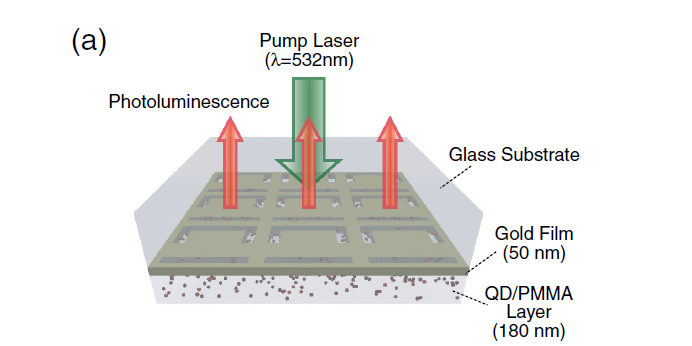 (a)
Pump Laser
(λ=532nm)
Photoluminescence
Glass Substrate
Gold Film
(50 nm)
QD/PMMA
Layer
(180 nm)